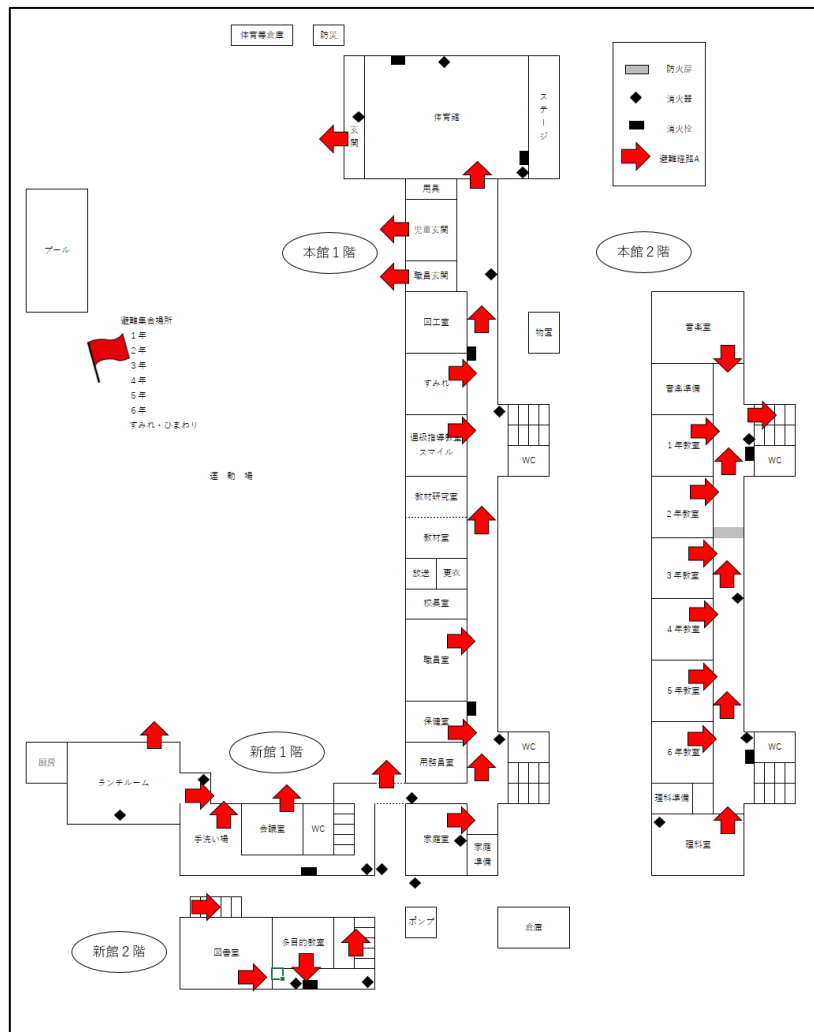 体育等倉庫
防災
防火扉
消火器
消火栓
避難経路A
体育館
ステージ
玄関
用具
児童玄関
職員玄関
本館1階
本館2階
プール
避難集合場所
1年
2年
3年
4年
5年
6年
すみれ・ひまわり
運動場
図工室
物置
すみれ
通級指導教室
スマイル
WC
教材研究室
教材室
放送
更衣
校長室
職員室
保健室
用務員室
WC
家庭室
家庭
準備
音楽室
音楽準備
1年教室
WC
2年教室
3年教室
4年教室
5年教室
6年教室
WC
理科準備
理科室
新館1階
厨房
ランチルーム
手洗い場
会議室
WC
ポンプ
倉庫
新館2階
図書室
多目的教室